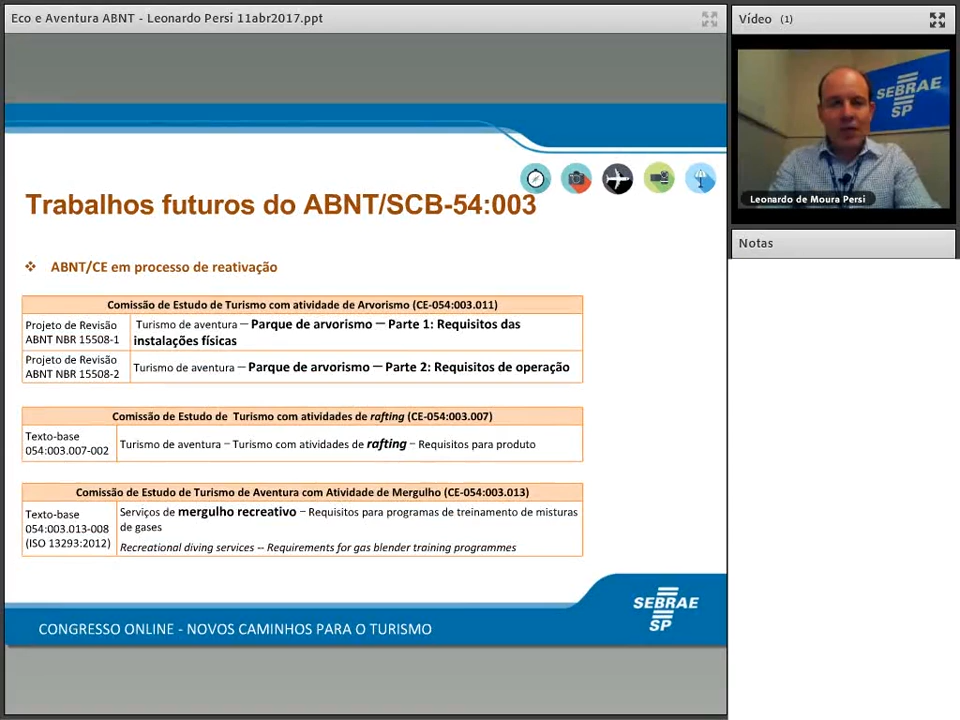 Eco e Aventura ABNT - Leonardo Persi 11abr2017.ppt
Vídeo (1)
SEBRAE
SP
Leonardo de Moura Persi
Notas
Trabalhos futuros do ABNT/SCB-54:003
❖ ABNT/CE em processo de reativação
Comissão de Estudo de Turismo com atividade de Arvorismo (CE-054:003.011)
Projeto de Revisão
ABNT NBR 15508-1
Turismo de aventura – Parque de arvorismo – Parte 1: Requisitos das
instalações físicas
Projeto de Revisão
ABNT NBR 15508-2
Turismo de aventura – Parque de arvorismo – Parte 2: Requisitos de operação
Comissão de Estudo de Turismo com atividades de rafting (CE-054:003.007)
Texto-base
054:003.007-002
Turismo de aventura – Turismo com atividades de rafting – Requisitos para produto
Comissão de Estudo de Turismo de Aventura com Atividade de Mergulho (CE-054:003.013)
Texto-base
054:003.013-008
(ISO 13293:2012)
Serviços de mergulho recreativo – Requisitos para programas de treinamento de misturas
de gases
Recreational diving services -- Requirements for gas blender training programmes
CONGRESSO ONLINE - NOVOS CAMINHOS PARA O TURISMO
SEBRAE
SP